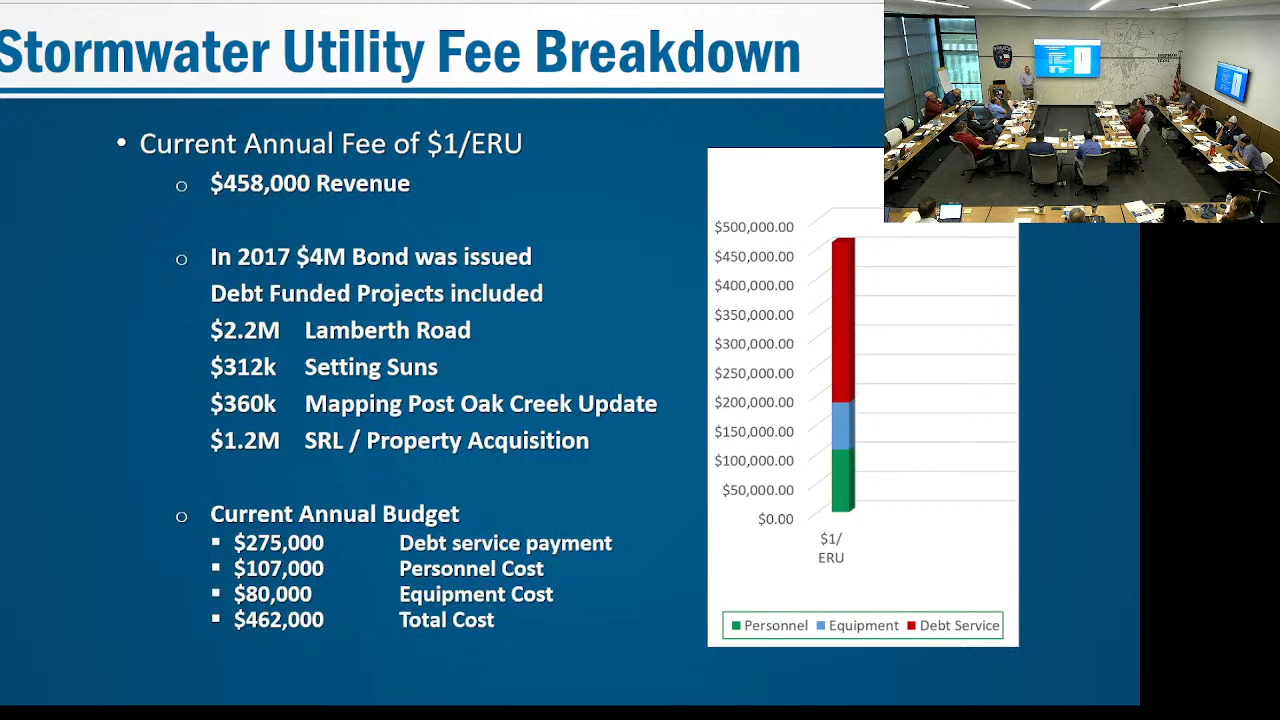 Stormwater Utility Fee Breakdown
• Current Annual Fee of $1/ERU
o $458,000 Revenue
o In 2017 $4M Bond was issued
Debt Funded Projects included
$2.2M Lamberth Road
$312k Setting Suns
$360k Mapping Post Oak Creek Update
$1.2M SRL / Property Acquisition
o Current Annual Budget
▪ $275,000 Debt service payment
▪ $107,000 Personnel Cost
▪ $80,000 Equipment Cost
▪ $462,000 Total Cost
$500,000.00
$450,000.00
$400,000.00
$350,000.00
$300,000.00
$250,000.00
$200,000.00
$150,000.00
$100,000.00
$50,000.00
$0.00
$1/
ERU
Personnel Equipment Debt Service